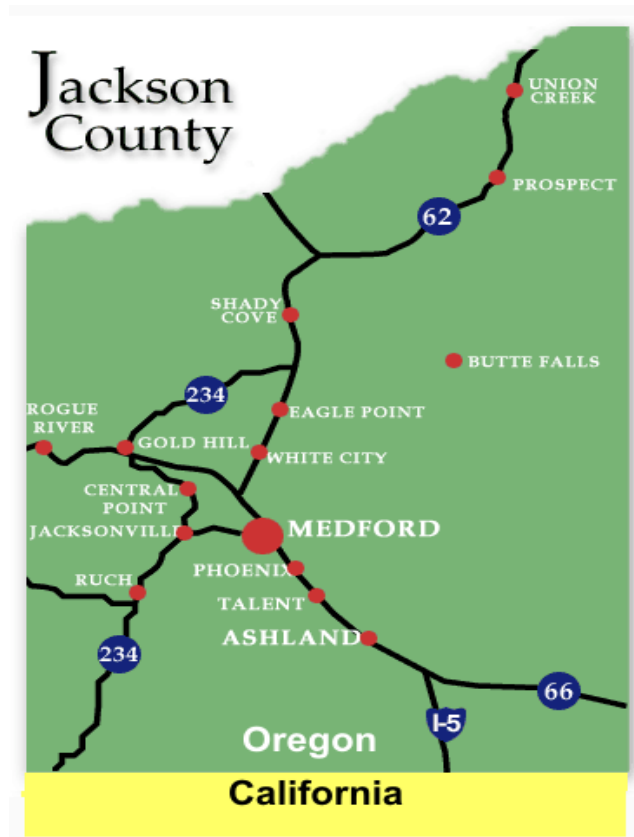 Jackson
County
UNION
CREEK
PROSPECT
62
SHADY
COVE
BUTTE FALLS
234
ROGUE
RIVER
EAGLE POINT
GOLD HILL
WHITE CITY
CENTRAL
POINT
JACKSONVILLE
MEDFORD
PHOENIX
RUCH
TALENT
ASHLAND
234
66
I-5
Oregon
California